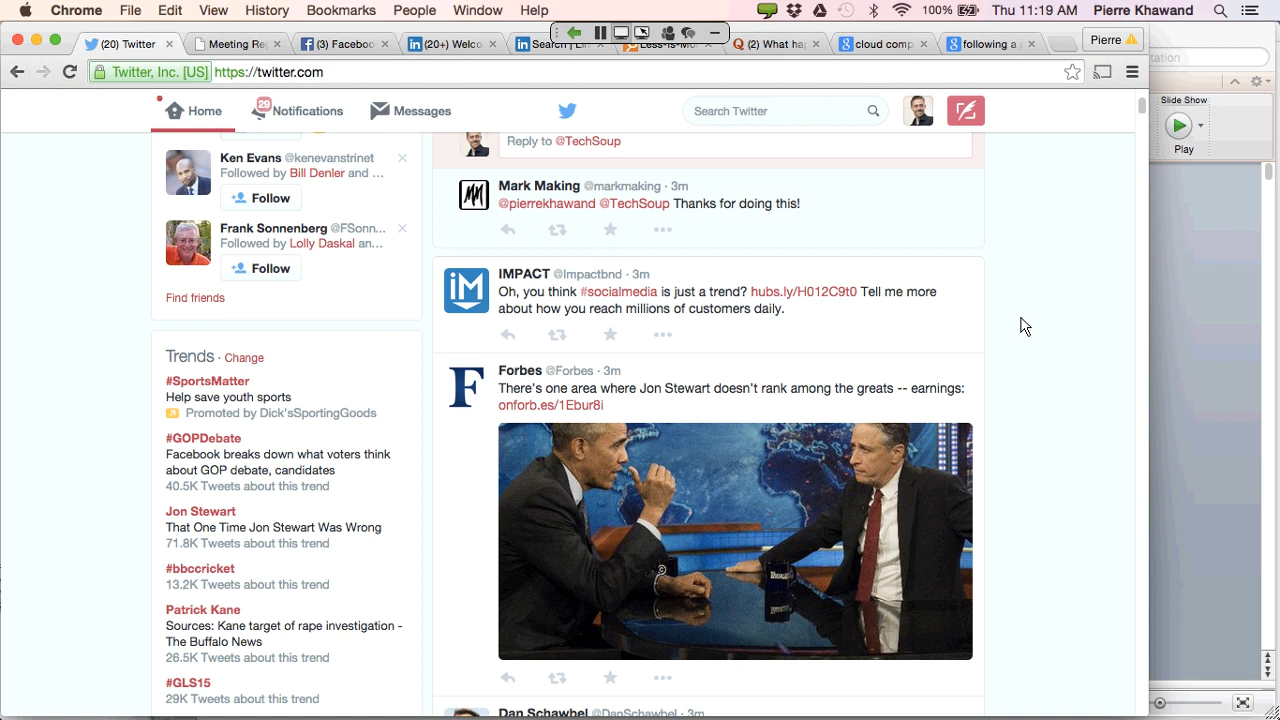 Chrome File Edit View History Bookmarks People Window Help 100% Thu 11:19 AM Pierre Khawand
(20) Twitter Measing Re (3) Facebo (20+) Welco in Search (2) What ha cloud comp following a Pierre
Twitter, Inc. [US] https://twitter.com
Slide Show
Play
Home 29 Notifications Messages Search Twitter
Ken Evans @kenevanstrinet
Followed by Bill Denler and ...
Follow
Frank Sonnenberg @FSonn...
Followed by Lolly Daskal an...
Follow
Find friends
Trends · Change
#SportsMatter
Help save youth sports
Promoted by Dick'sSportingGoods
#GOPDebate
Facebook breaks down what voters think
about GOP debate, candidates
40.5K Tweets about this trend
Jon Stewart
That One Time Jon Stewart Was Wrong
71.8K Tweets about this trend
#bbccricket
13.2K Tweets about this trend
Patrick Kane
Sources: Kane target of rape investigation -
The Buffalo News
26.5K Tweets about this trend
#GLS15
29K Tweets about this trend
Reply to @TechSoup
Mark Making @markmaking · 3m
@pierrekhawand @TechSoup Thanks for doing this!
IMPACT @Impactbnd · 3m
Oh, you think #socialmedia is just a trend? hubs.ly/H012C9t0 Tell me more
about how you reach millions of customers daily.
Forbes @Forbes · 3m
There's one area where Jon Stewart doesn't rank among the greats -- earnings:
onforb.es/1Ebur8i
Dan Schawbel @DanSchawbel · 3m